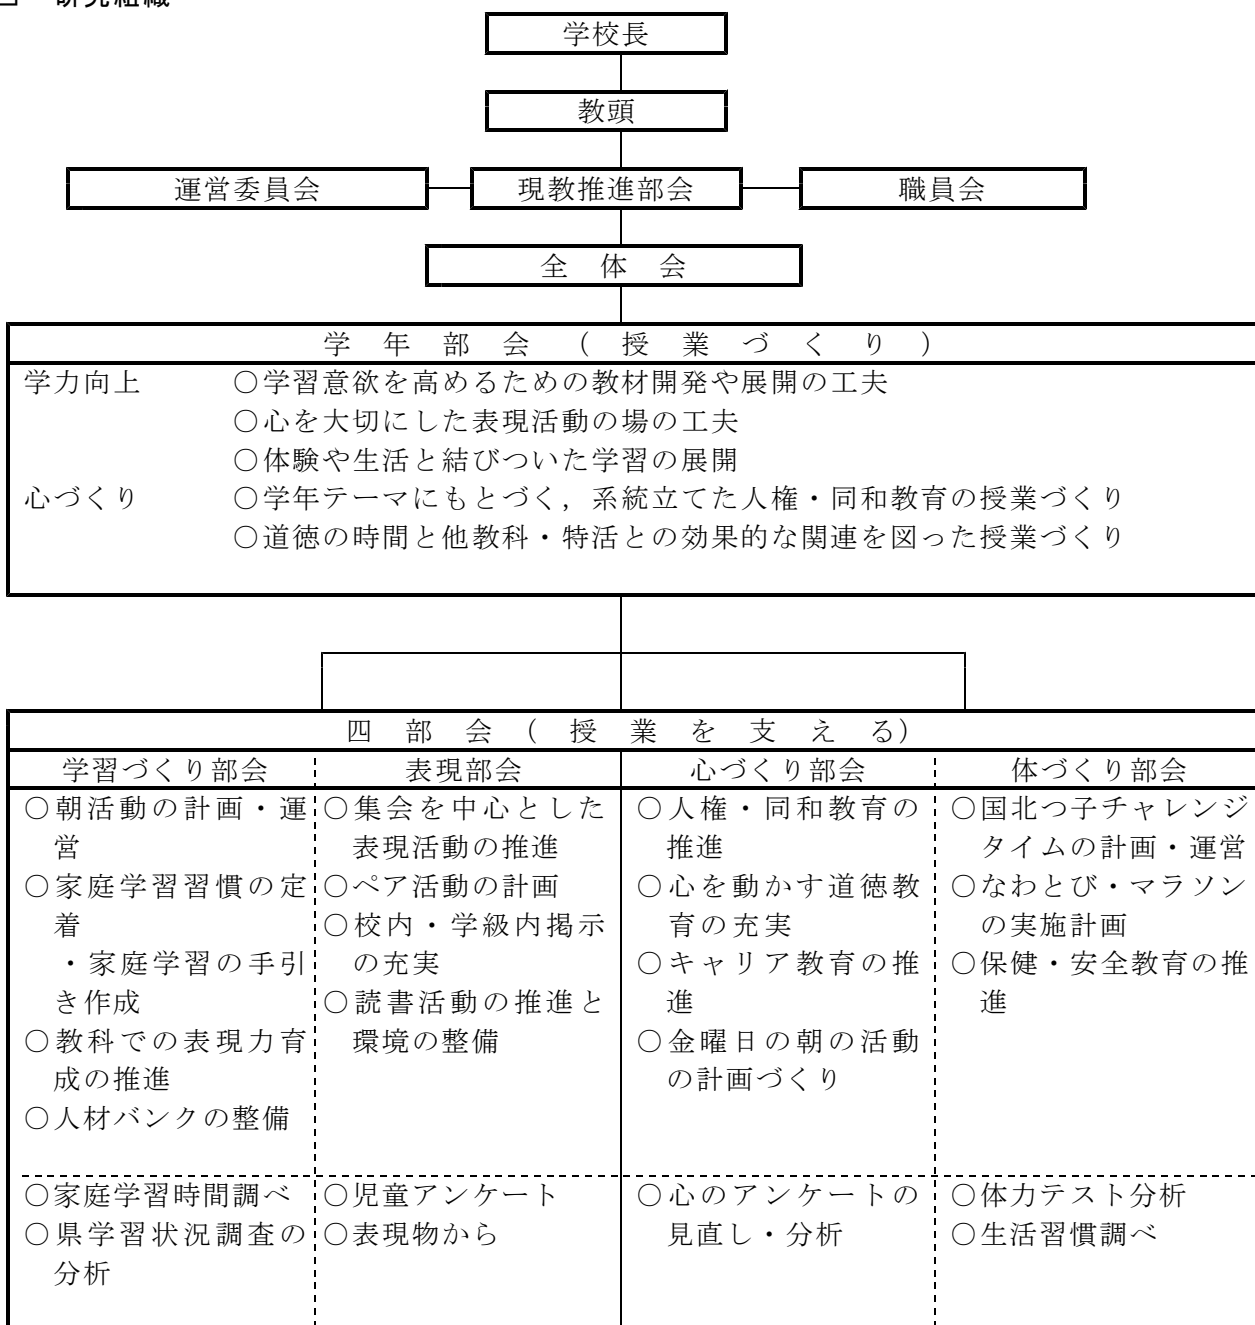 研究組織
学校長
教頭
運営委員会 現教推進部会 職員会
全体会
学年部会(授業づくり)
学力向上 ○学習意欲を高めるための教材開発や展開の工夫
○心を大切にした表現活動の場の工夫
○体験や生活と結びついた学習の展開
心づくり ○学年テーマにもとづく，系統立てた人権・同和教育の授業づくり
○道徳の時間と他教科・特活との効果的な関連を図った授業づくり
四部会(授業を支える)
学習づくり部会
○朝活動の計画・運
営
○家庭学習習慣の定
着
・家庭学習の手引
き作成
○教科での表現力育
成の推進
○人材バンクの整備
○家庭学習時間調べ
○県学習状況調査の
分析
表現部会
○集会を中心とした
表現活動の推進
○ペア活動の計画
○校内・学級内掲示
の充実
○読書活動の推進と
環境の整備
○児童アンケート
○表現物から
心づくり部会
○人権・同和教育の
推進
○心を動かす道徳教
育の充実
○キャリア教育の推
進
○金曜日の朝の活動
の計画づくり
○心のアンケートの
見直し・分析
体づくり部会
○国北っ子チャレンジ
タイムの計画・運営
○なわとび・マラソン
の実施計画
○保健・安全教育の推
進
○体力テスト分析
○生活習慣調べ